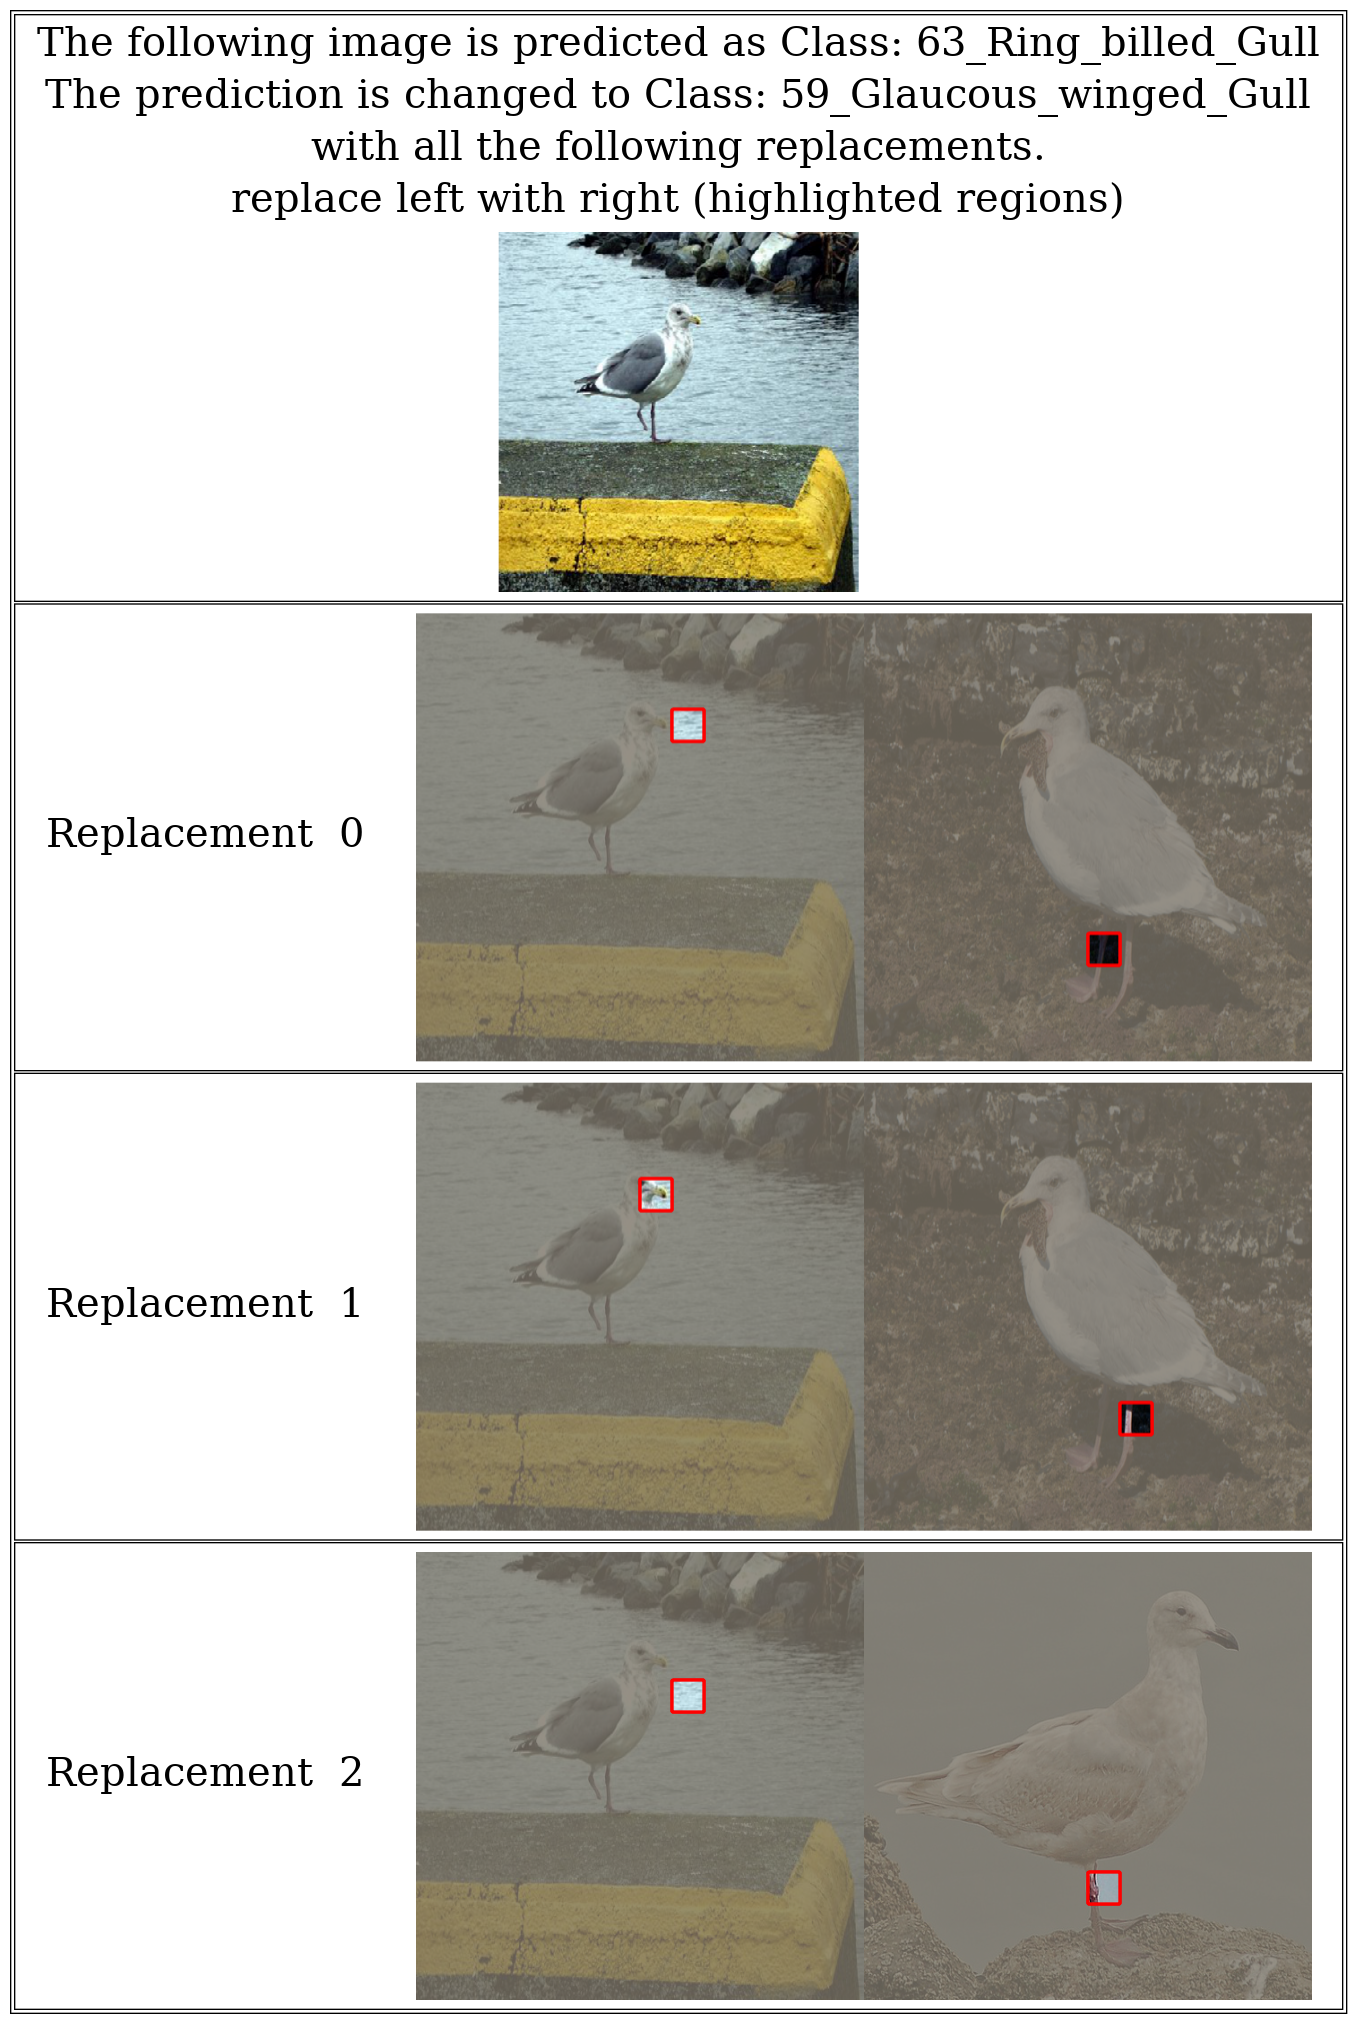 The following image is predicted as Class: 63_Ring_billed_Gull
The prediction is changed to Class: 59_Glaucous_winged_Gull
with all the following replacements.
replace left with right (highlighted regions)
Replacement 0
Replacement 1
Replacement 2